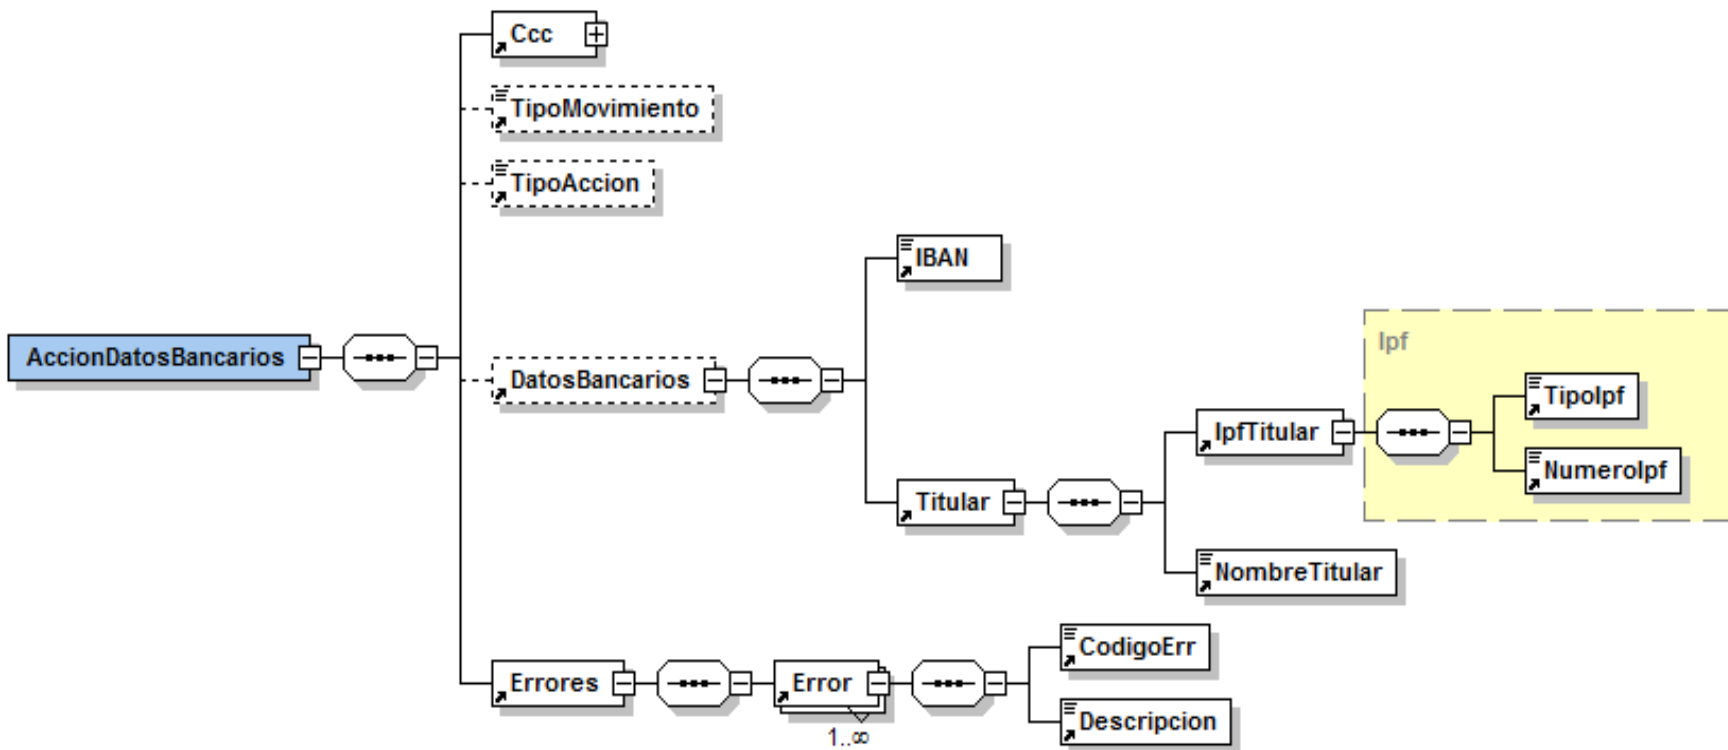 Ccc
TipoMovimiento
TipoAccion
IBAN
AccionDatosBancarios
DatosBancarios
Ipf
TipoIpf
IpfTitular
NumeroIpf
Titular
NombreTitular
CodigoErr
Errores
Error
Descripcion
1..∞